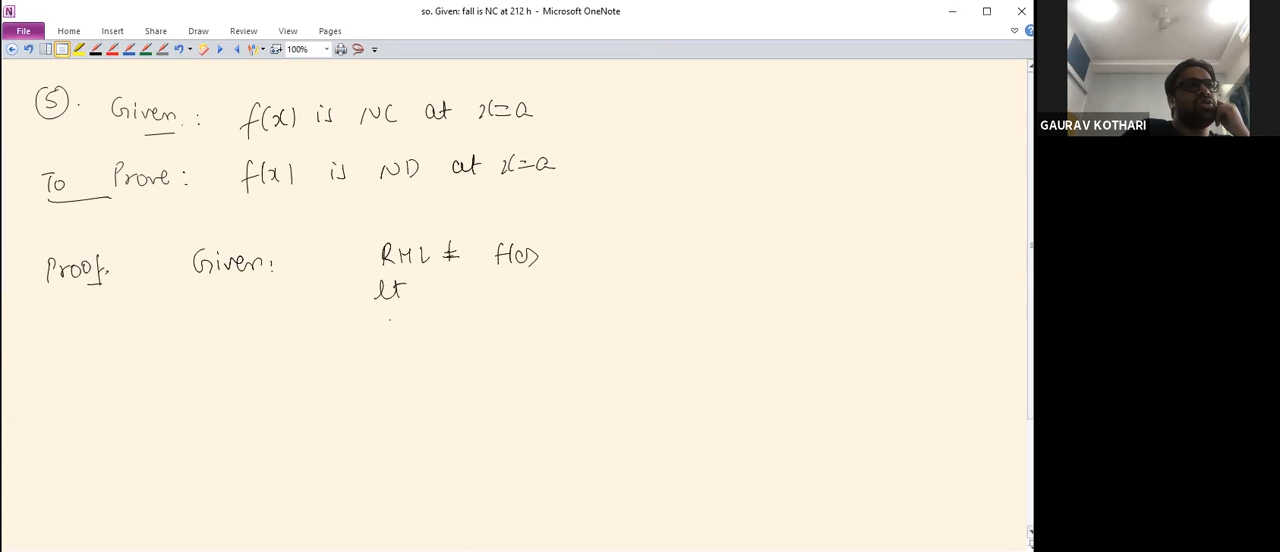 so. Given: fall is NC at 212 h - Microsoft OneNote
File Home Insert Share Draw Review View Pages
100%
GAURAV KOTHARI
5. Given: f(x) is NC at x=a
To Prove: f(x) is ND at x=a
Proof. Given: RHL ≠ f(a)
lt